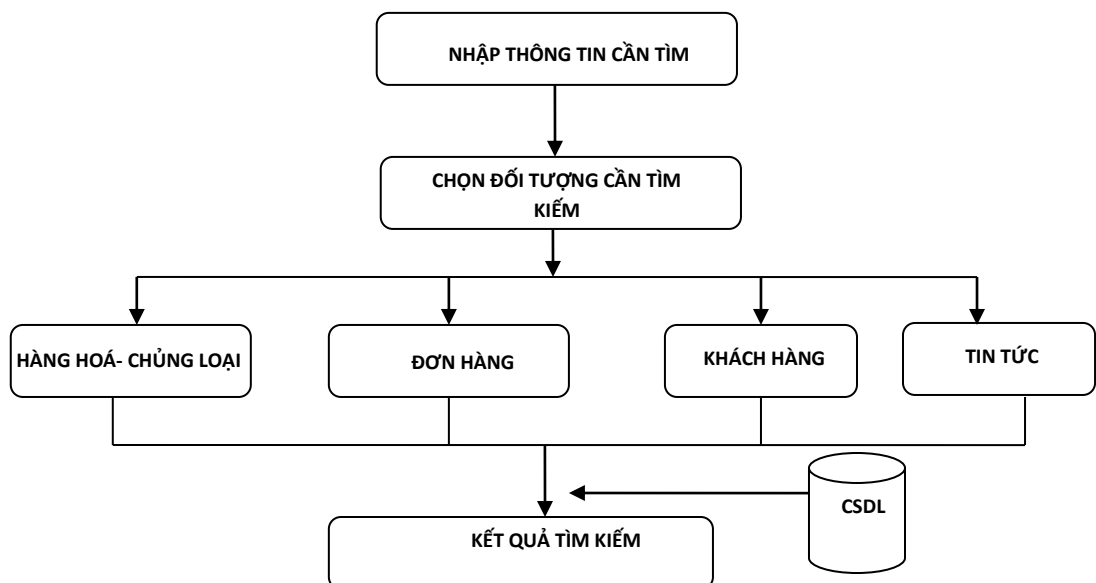 NHẬP THÔNG TIN CẦN TÌM
CHỌN ĐỐI TƯỢNG CẦN TÌM
KIẾM
HÀNG HOÁ- CHỦNG LOẠI
ĐƠN HÀNG
KHÁCH HÀNG
TIN TỨC
CSDL
KẾT QUẢ TÌM KIẾM